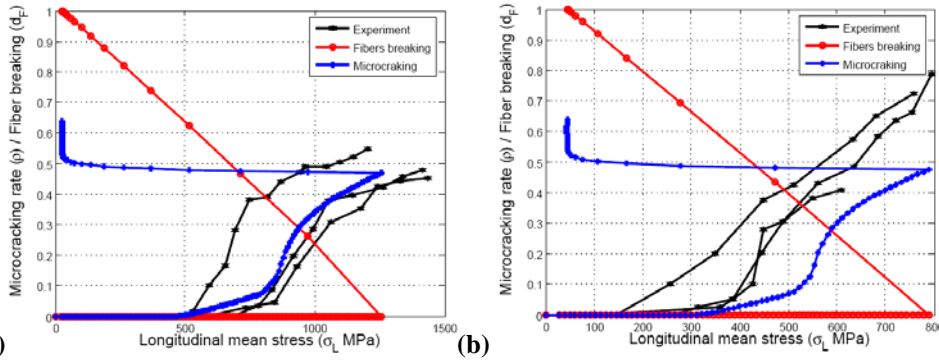 Microcracking rate (ρ) / Fiber breaking (d_F)
1
0.9
0.8
0.7
0.6
0.5
0.4
0.3
0.2
0.1
0
Experiment
Fibers breaking
Microcraking
0 500 1000 1500
Longitudinal mean stress (σ_L MPa)
)
(b)
Microcracking rate (ρ) / Fiber breaking (d_F)
1
0.9
0.8
0.7
0.6
0.5
0.4
0.3
0.2
0.1
0
Experiment
Fibers breaking
Microcraking
0 100 200 300 400 500 600 700 800
Longitudinal mean stress (σ_L MPa)